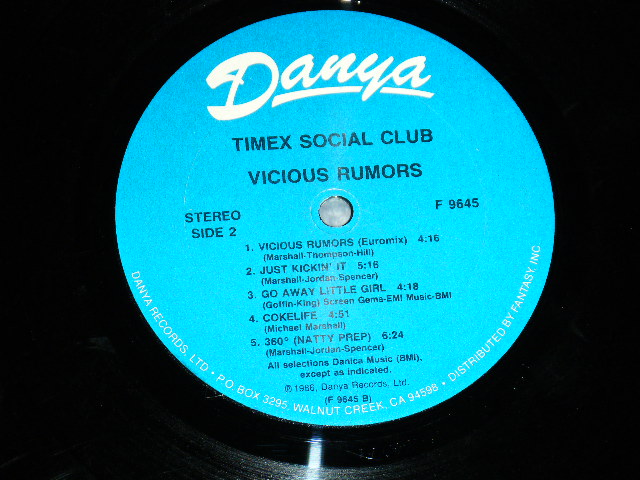 Danya
TIMEX SOCIAL CLUB
VICIOUS RUMORS
STEREO
SIDE 2
F 9645
1. VICIOUS RUMORS (Euromix) 4:16
(Marshall-Thompson-Hill)
2. JUST KICKIN' IT 5:16
(Marshall-Jordan-Spencer)
3. GO AWAY LITTLE GIRL 4:18
(Goffin-King) Screen Gems-EMI Music-BMI
4. COKELIFE 4:51
(Michael Marshall)
5. 360° (NATTY PREP) 6:24
(Marshall-Jordan-Spencer)
All selections Danica Music (BMI),
except as indicated.
℗ 1986, Danya Records, Ltd.
(F 9645 B)
DANYA RECORDS, LTD • P.O. BOX 3295, WALNUT CREEK, CA 94598 • DISTRIBUTED BY FANTASY, INC